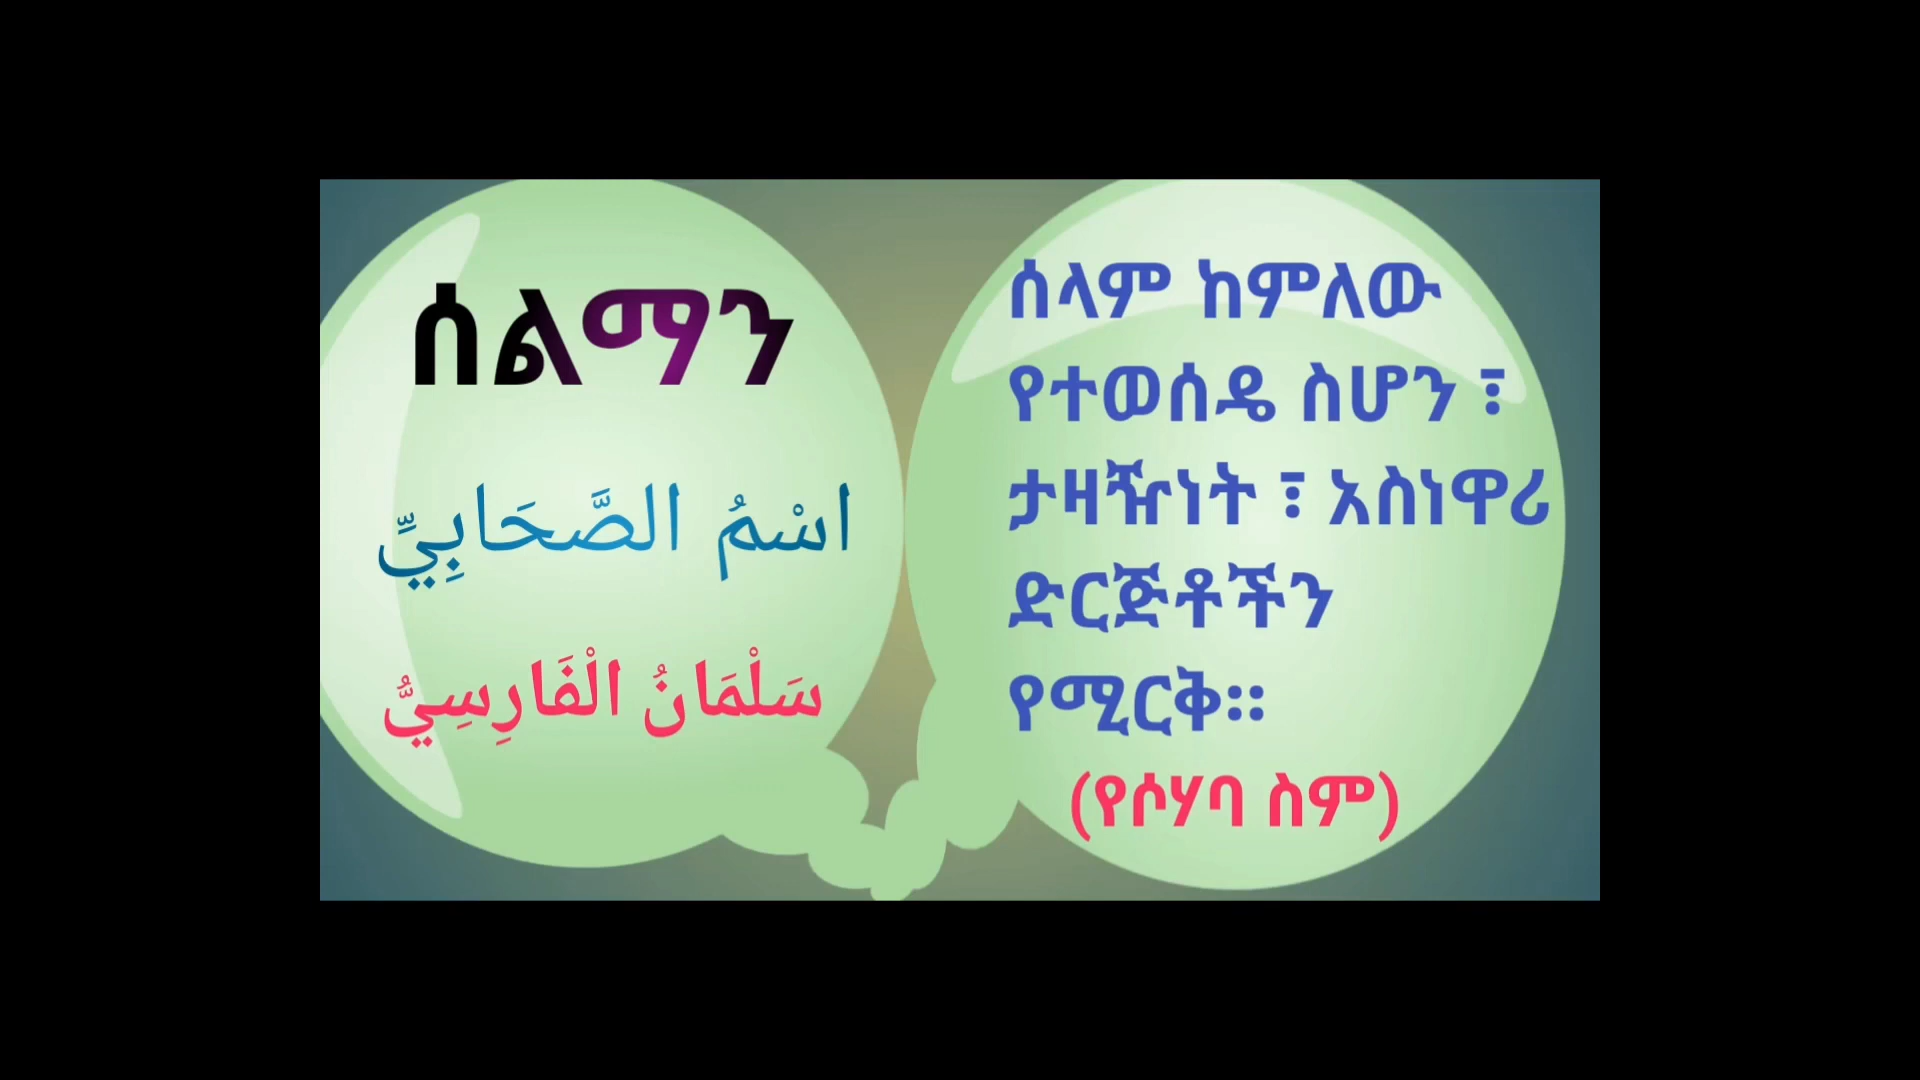 ሰልማን
اسْمُ الصَّحَابِيِّ
سَلْمَانُ الْفَارِسِيُّ
ሰላም ከምለው
የተወሰዴ ስሆን ፣
ታዛዥነት ፣ አስነዋሪ
ድርጅቶችን
የሚርቅ።
(የሶሃባ ስም)